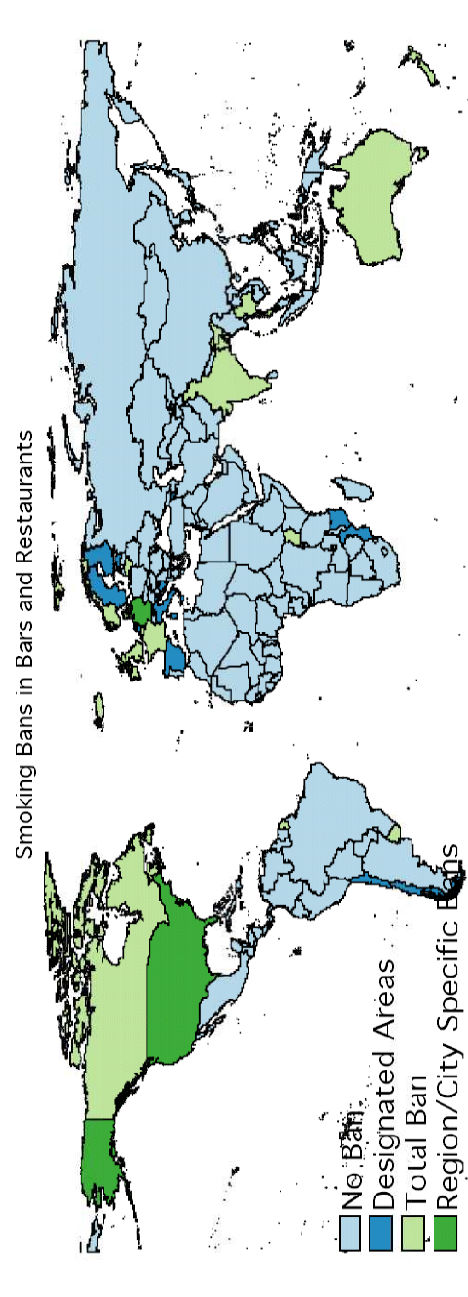 Smoking Bans in Bars and Restaurants
No Ban
Designated Areas
Total Ban
Region/City Specific Bans